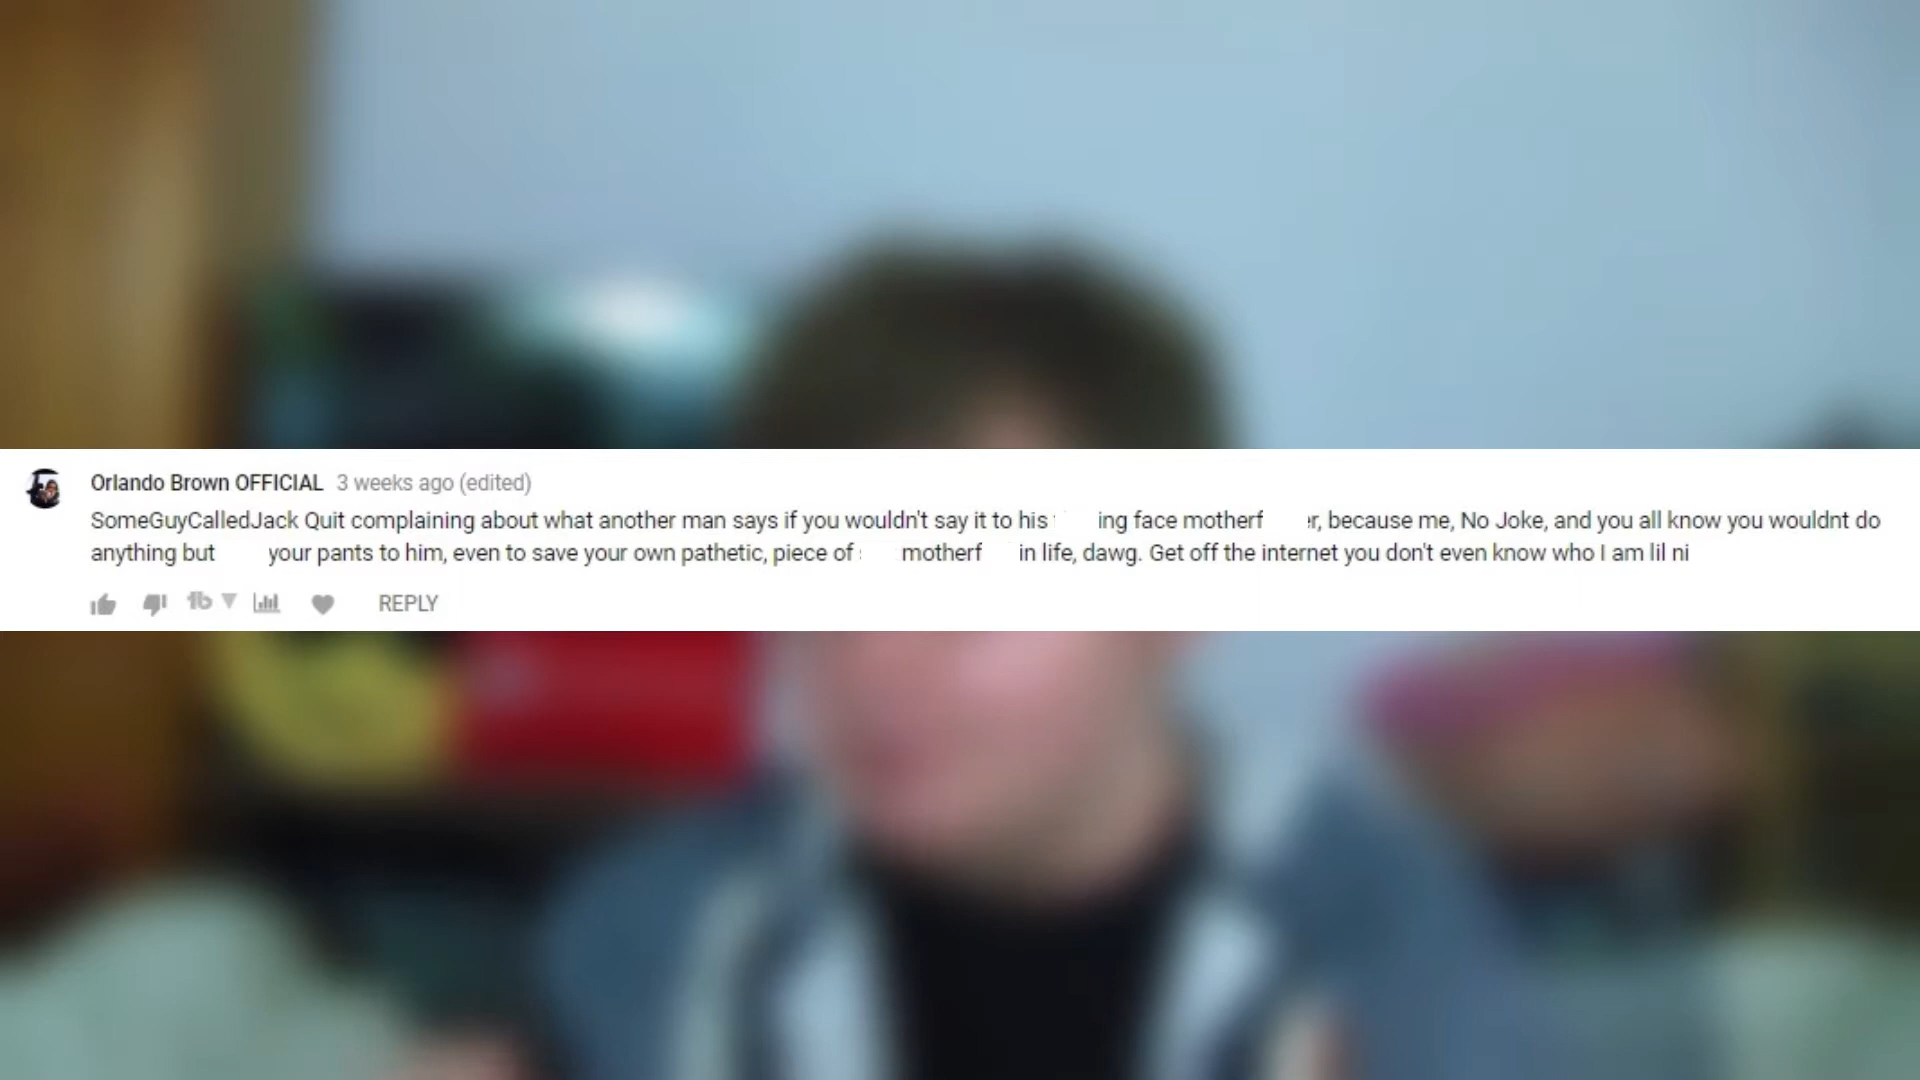 Orlando Brown OFFICIAL 3 weeks ago (edited)
SomeGuyCalledJack Quit complaining about what another man says if you wouldn't say it to his ing face motherf r, because me, No Joke, and you all know you wouldnt do
anything but your pants to him, even to save your own pathetic, piece of motherf in life, dawg. Get off the internet you don't even know who I am lil ni
REPLY